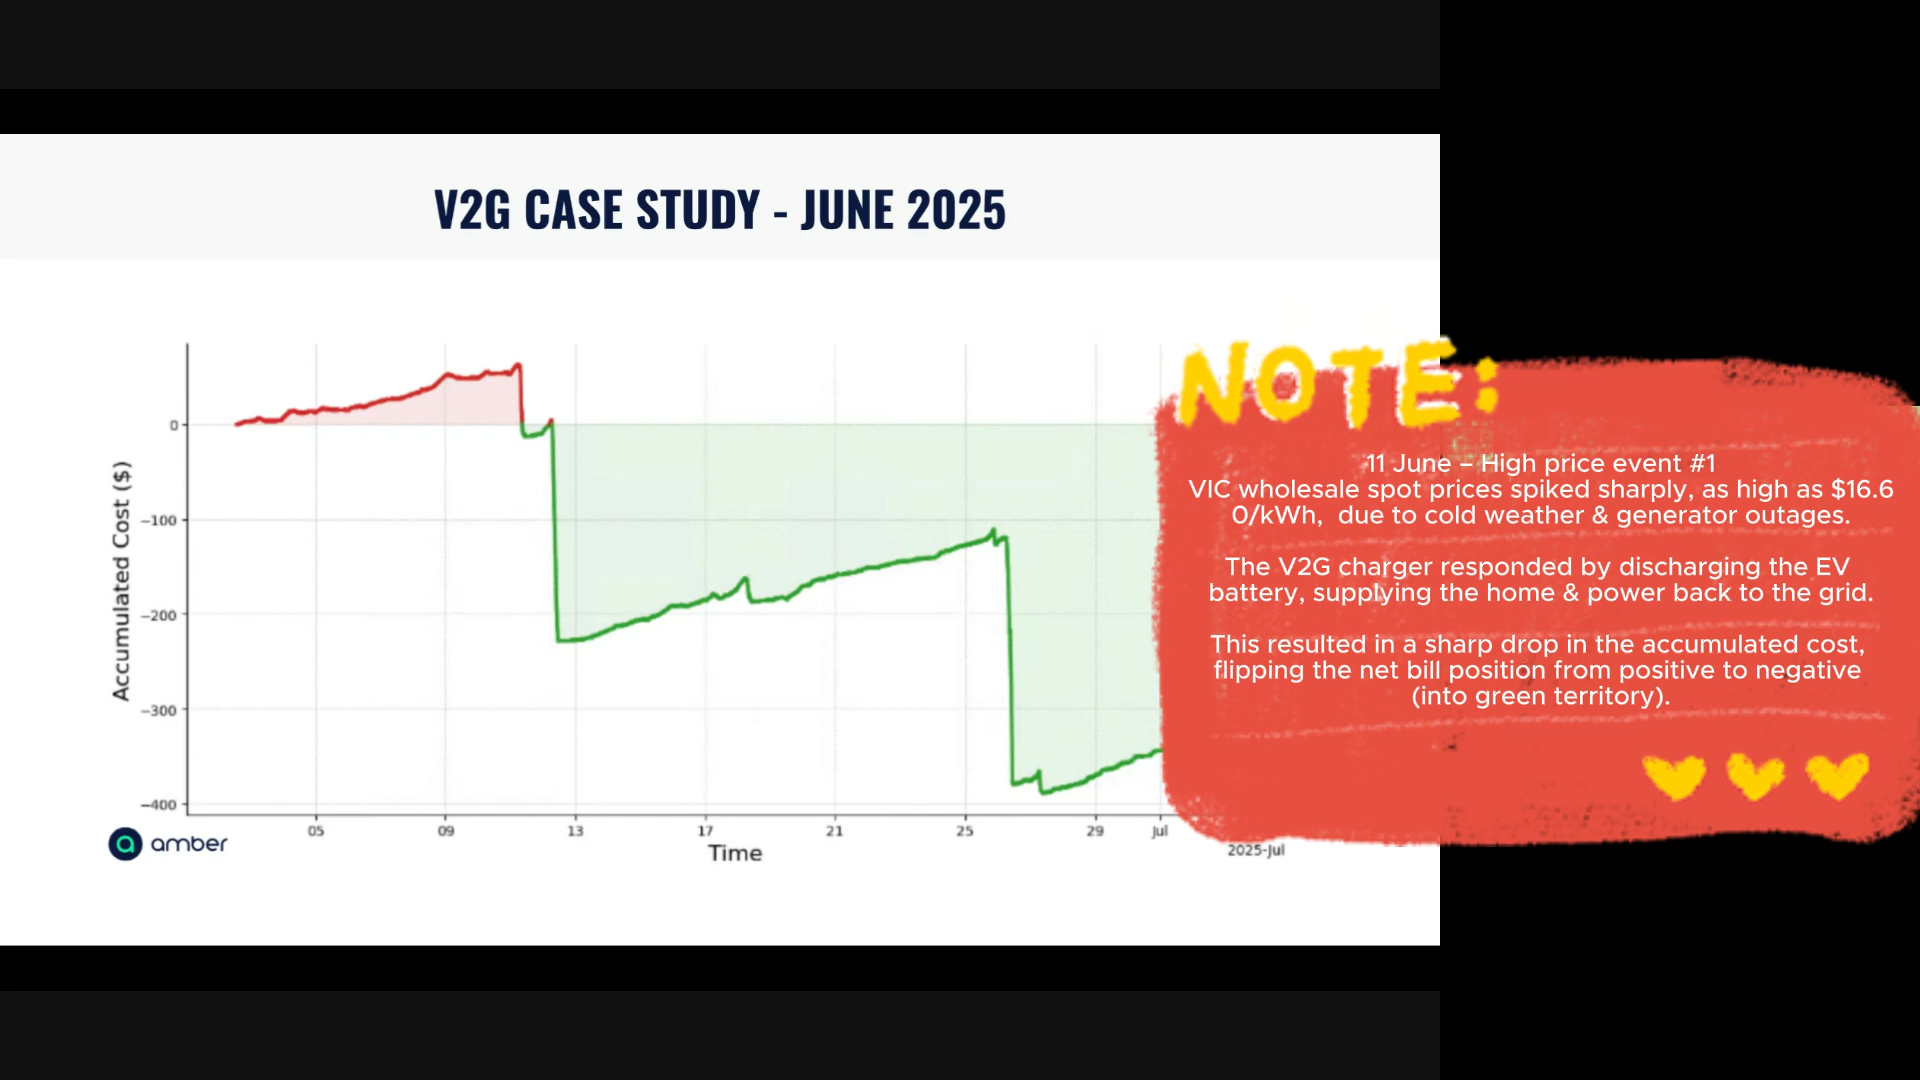 V2G CASE STUDY - JUNE 2025
NOTE:
11 June – High price event #1
VIC wholesale spot prices spiked sharply, as high as $16.6
0/kWh,  due to cold weather & generator outages.
The V2G charger responded by discharging the EV
battery, supplying the home & power back to the grid.
This resulted in a sharp drop in the accumulated cost,
flipping the net bill position from positive to negative
(into green territory).
Accumulated Cost ($)
0
−100
−200
−300
−400
05 09 13 17 21 25 29 Jul
Time
2025-Jul
a amber